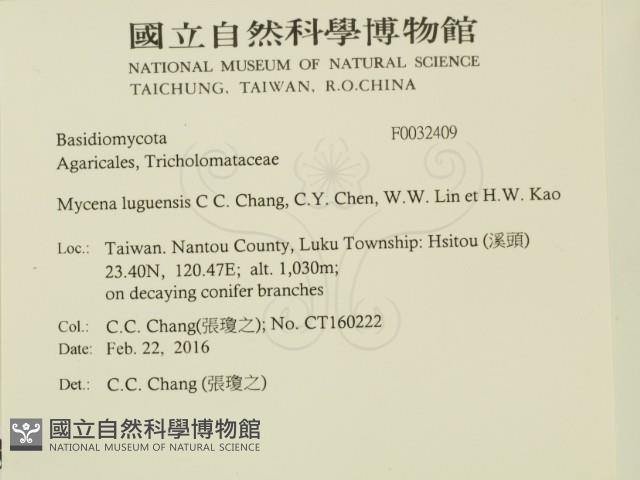 國立自然科學博物館
NATIONAL MUSEUM OF NATURAL SCIENCE
TAICHUNG, TAIWAN, R.O.CHINA
Basidiomycota F0032409
Agaricales, Tricholomataceae
Mycena luguensis C C. Chang, C.Y. Chen, W.W. Lin et H.W. Kao
Loc.: Taiwan. Nantou County, Luku Township: Hsitou (溪頭)
23.40N, 120.47E; alt. 1,030m;
on decaying conifer branches
Col.: C.C. Chang(張瓊之); No. CT160222
Date: Feb. 22, 2016
Det.: C.C. Chang (張瓊之)
國立自然科學博物館
NATIONAL MUSEUM OF NATURAL SCIENCE